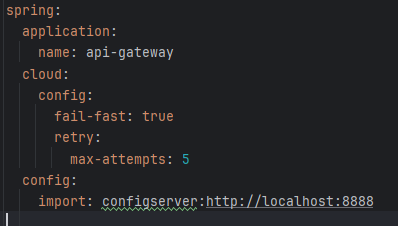 spring:
  application:
    name: api-gateway
  cloud:
    config:
      fail-fast: true
      retry:
        max-attempts: 5
  config:
    import: configserver:http://localhost:8888